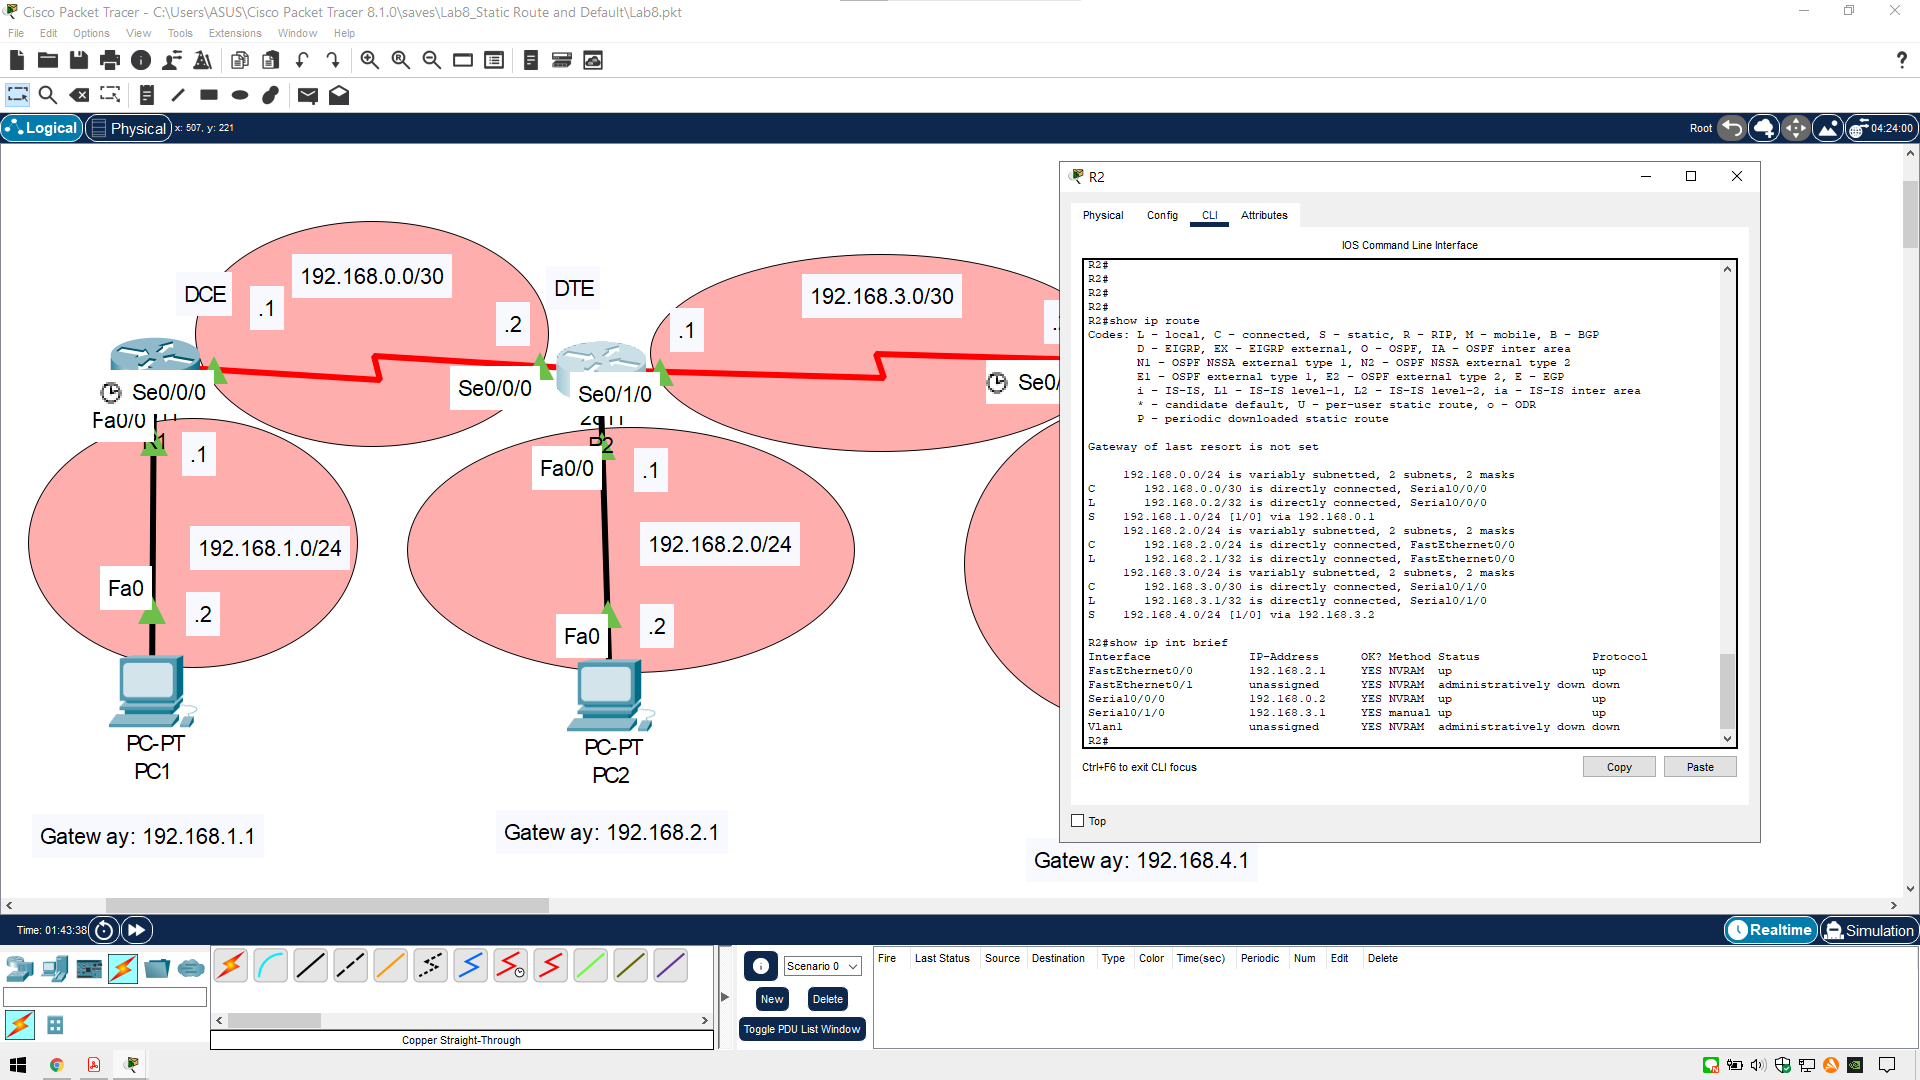 Cisco Packet Tracer - C:\Users\ASUS\Cisco Packet Tracer 8.1.0\saves\Lab8_Static Route and Default\Lab8.pkt
File Edit Options View Tools Extensions Window Help
Logical Physical x: 507, y: 221
Root 04:24:00
192.168.0.0/30
DCE
.1
.2
DTE
192.168.3.0/30
.1
Se0/0/0
Se0/0/0
Se0/1/0
Se0/
Fa0/0
R1
2811
R2
.1
Fa0/0
.1
192.168.1.0/24
192.168.2.0/24
Fa0
.2
Fa0
.2
PC-PT
PC1
PC-PT
PC2
Gatew ay: 192.168.1.1
Gatew ay: 192.168.2.1
Gatew ay: 192.168.4.1
R2
Physical Config CLI Attributes
IOS Command Line Interface
R2#
R2#
R2#
R2#
R2#show ip route
Codes: L - local, C - connected, S - static, R - RIP, M - mobile, B - BGP
D - EIGRP, EX - EIGRP external, O - OSPF, IA - OSPF inter area
N1 - OSPF NSSA external type 1, N2 - OSPF NSSA external type 2
E1 - OSPF external type 1, E2 - OSPF external type 2, E - EGP
i - IS-IS, L1 - IS-IS level-1, L2 - IS-IS level-2, ia - IS-IS inter area
* - candidate default, U - per-user static route, o - ODR
P - periodic downloaded static route
Gateway of last resort is not set
192.168.0.0/24 is variably subnetted, 2 subnets, 2 masks
C 192.168.0.0/30 is directly connected, Serial0/0/0
L 192.168.0.2/32 is directly connected, Serial0/0/0
S 192.168.1.0/24 [1/0] via 192.168.0.1
192.168.2.0/24 is variably subnetted, 2 subnets, 2 masks
C 192.168.2.0/24 is directly connected, FastEthernet0/0
L 192.168.2.1/32 is directly connected, FastEthernet0/0
192.168.3.0/24 is variably subnetted, 2 subnets, 2 masks
C 192.168.3.0/30 is directly connected, Serial0/1/0
L 192.168.3.1/32 is directly connected, Serial0/1/0
S 192.168.4.0/24 [1/0] via 192.168.3.2
R2#show ip int brief
Interface IP-Address OK? Method Status Protocol
FastEthernet0/0 192.168.2.1 YES NVRAM up up
FastEthernet0/1 unassigned YES NVRAM administratively down down
Serial0/0/0 192.168.0.2 YES NVRAM up up
Serial0/1/0 192.168.3.1 YES manual up up
Vlan1 unassigned YES NVRAM administratively down down
R2#
Ctrl+F6 to exit CLI focus
Copy Paste
Top
Time: 01:43:38
Realtime Simulation
Scenario 0
New Delete
Toggle PDU List Window
Fire Last Status Source Destination Type Color Time(sec) Periodic Num Edit Delete
Copper Straight-Through